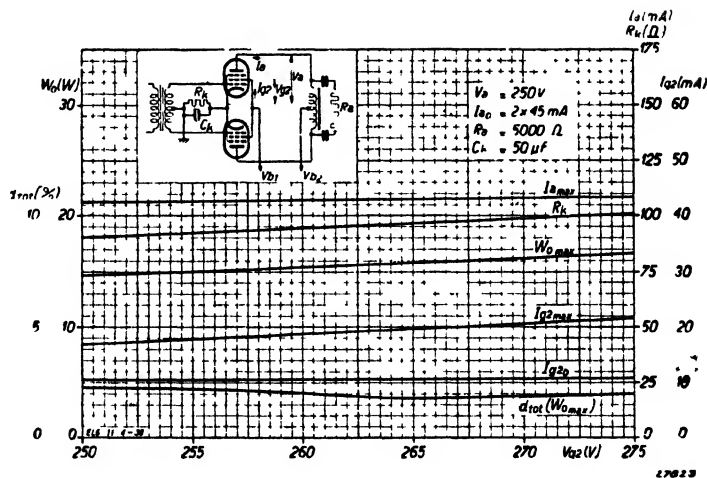 Ia(mA)
Rk(Ω)
Wo(W)
Ig2(mA)
175
150
125
100
75
50
25
0
60
40
30
20
10
0
30
20
10
0
dtot(%)
10
5
0
Ia
Ig2
Vg2
Va
Rk
Ck
Ra
Vb1
Vb2
Va = 250V
Iao = 2x45mA
Ra = 5000 Ω
Ck = 50 µF
Iamax
Rk
Womax
Ig2max
Ig2o
dtot(Womax)
250
255
260
265
270
Vg2(V)
275
27823